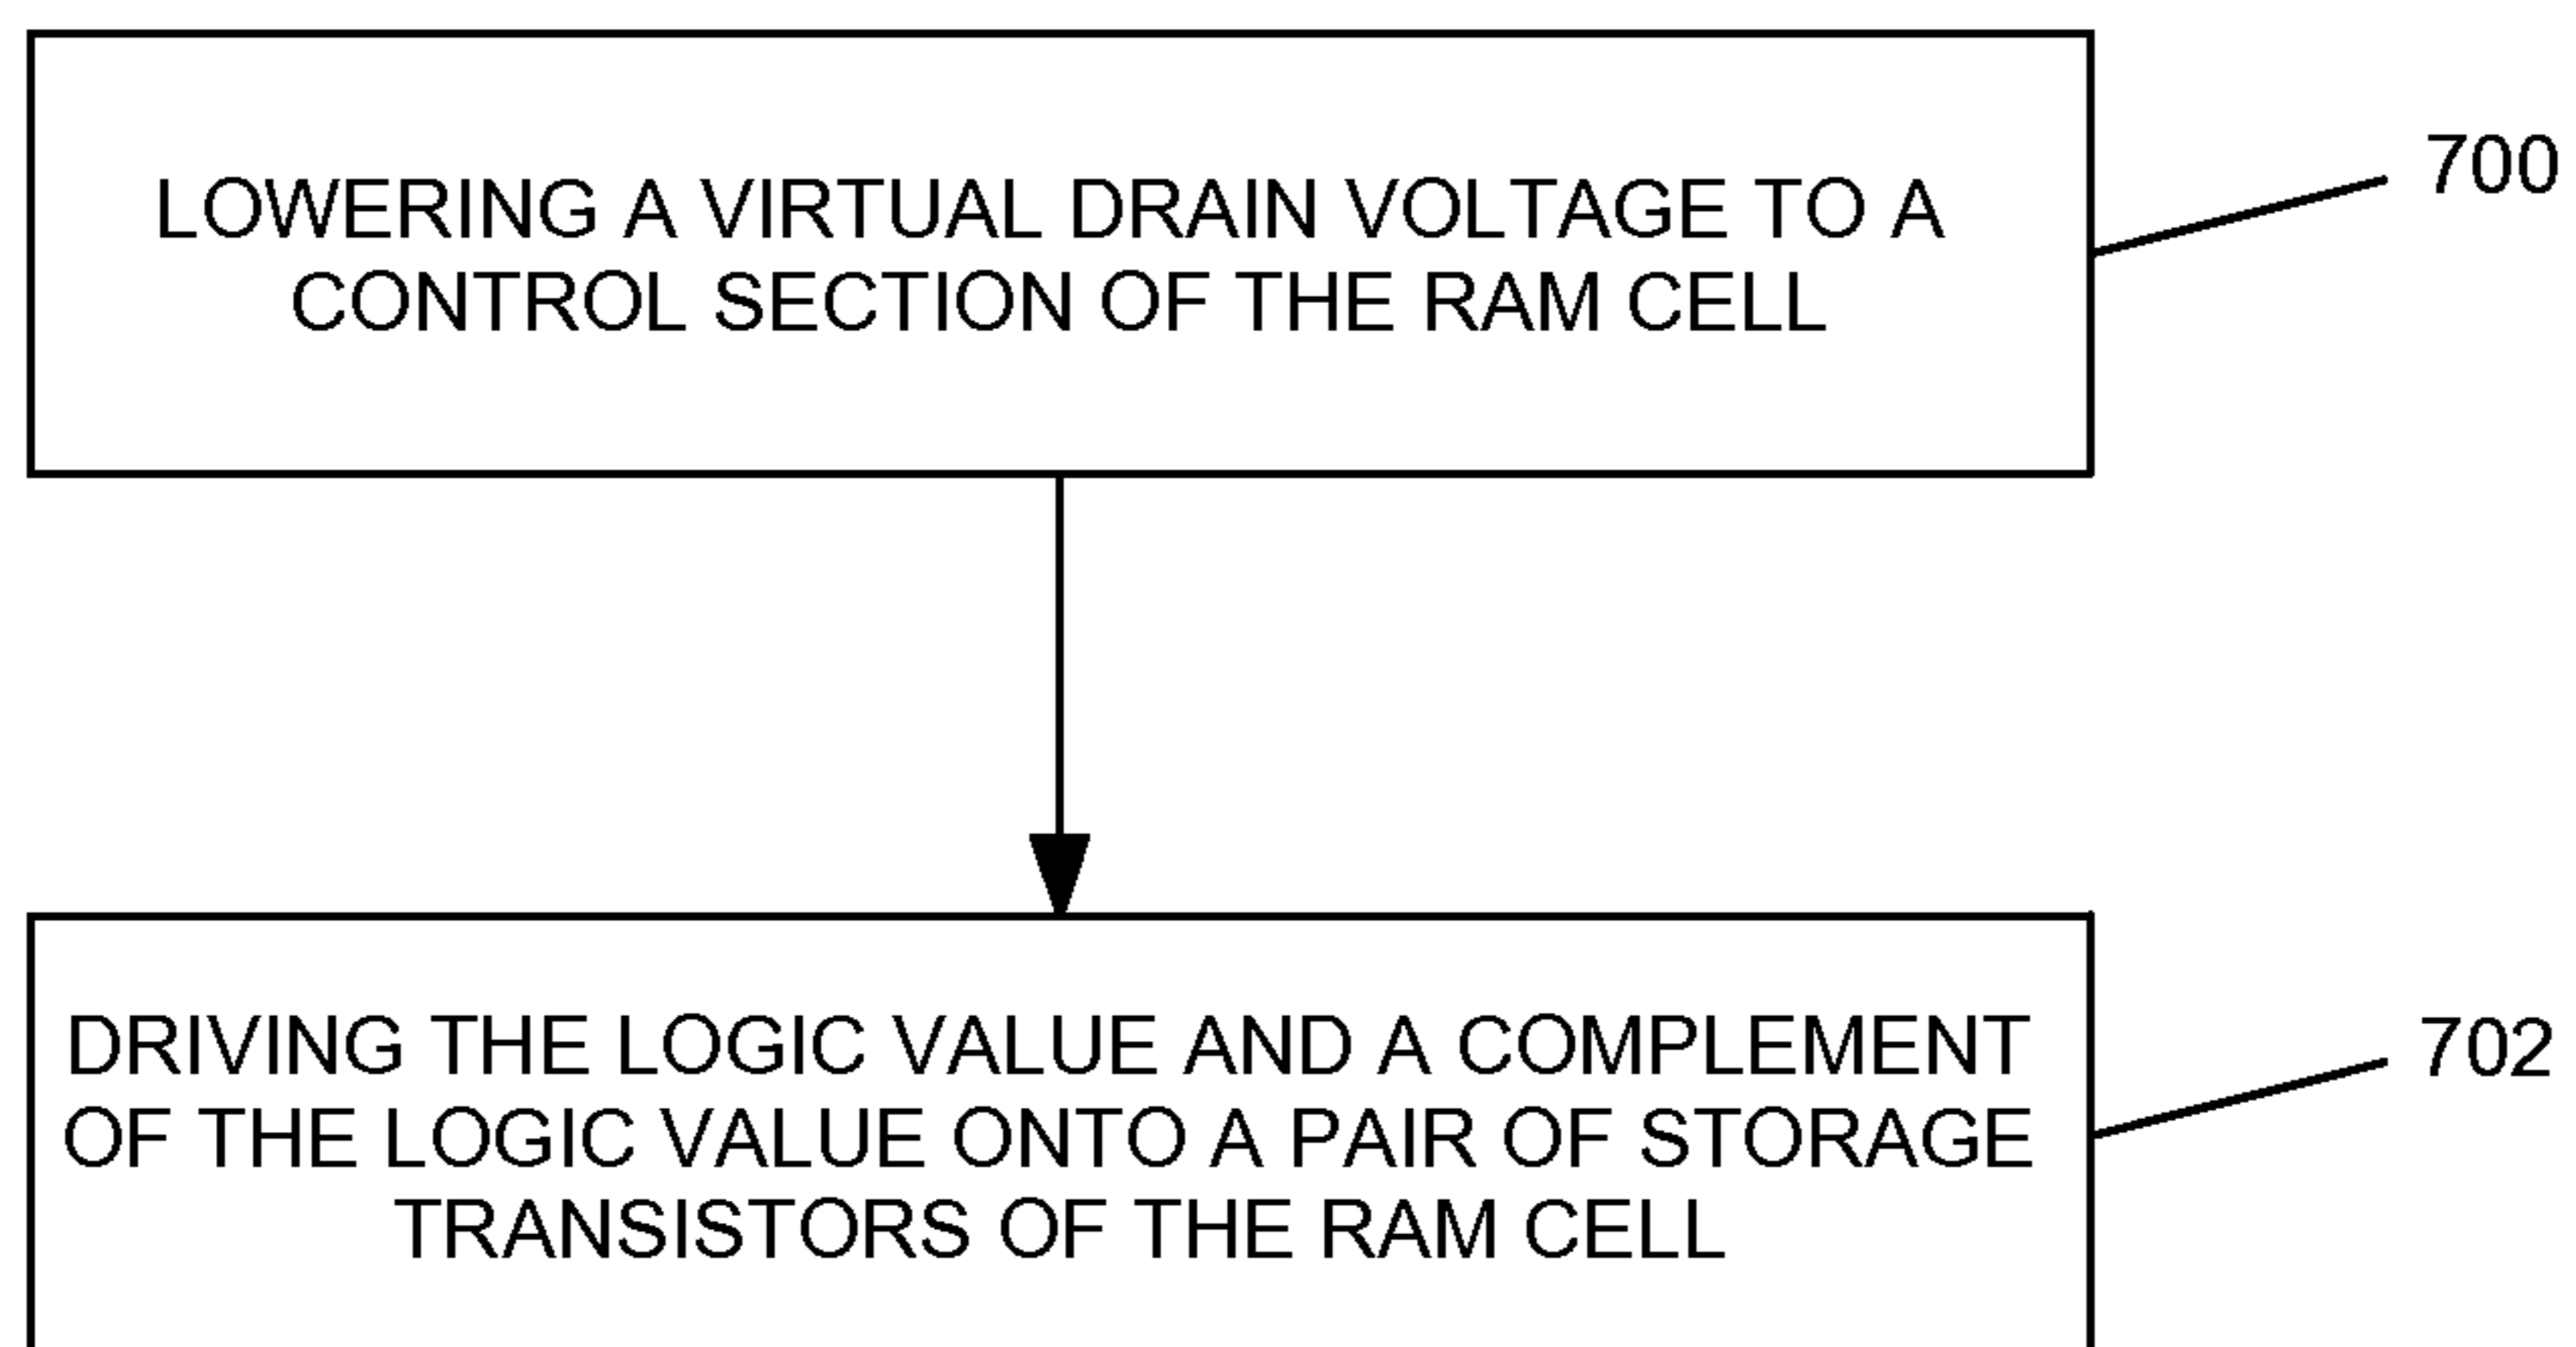 LOWERING A VIRTUAL DRAIN VOLTAGE TO A
CONTROL SECTION OF THE RAM CELL
700
DRIVING THE LOGIC VALUE AND A COMPLEMENT
OF THE LOGIC VALUE ONTO A PAIR OF STORAGE
TRANSISTORS OF THE RAM CELL
702